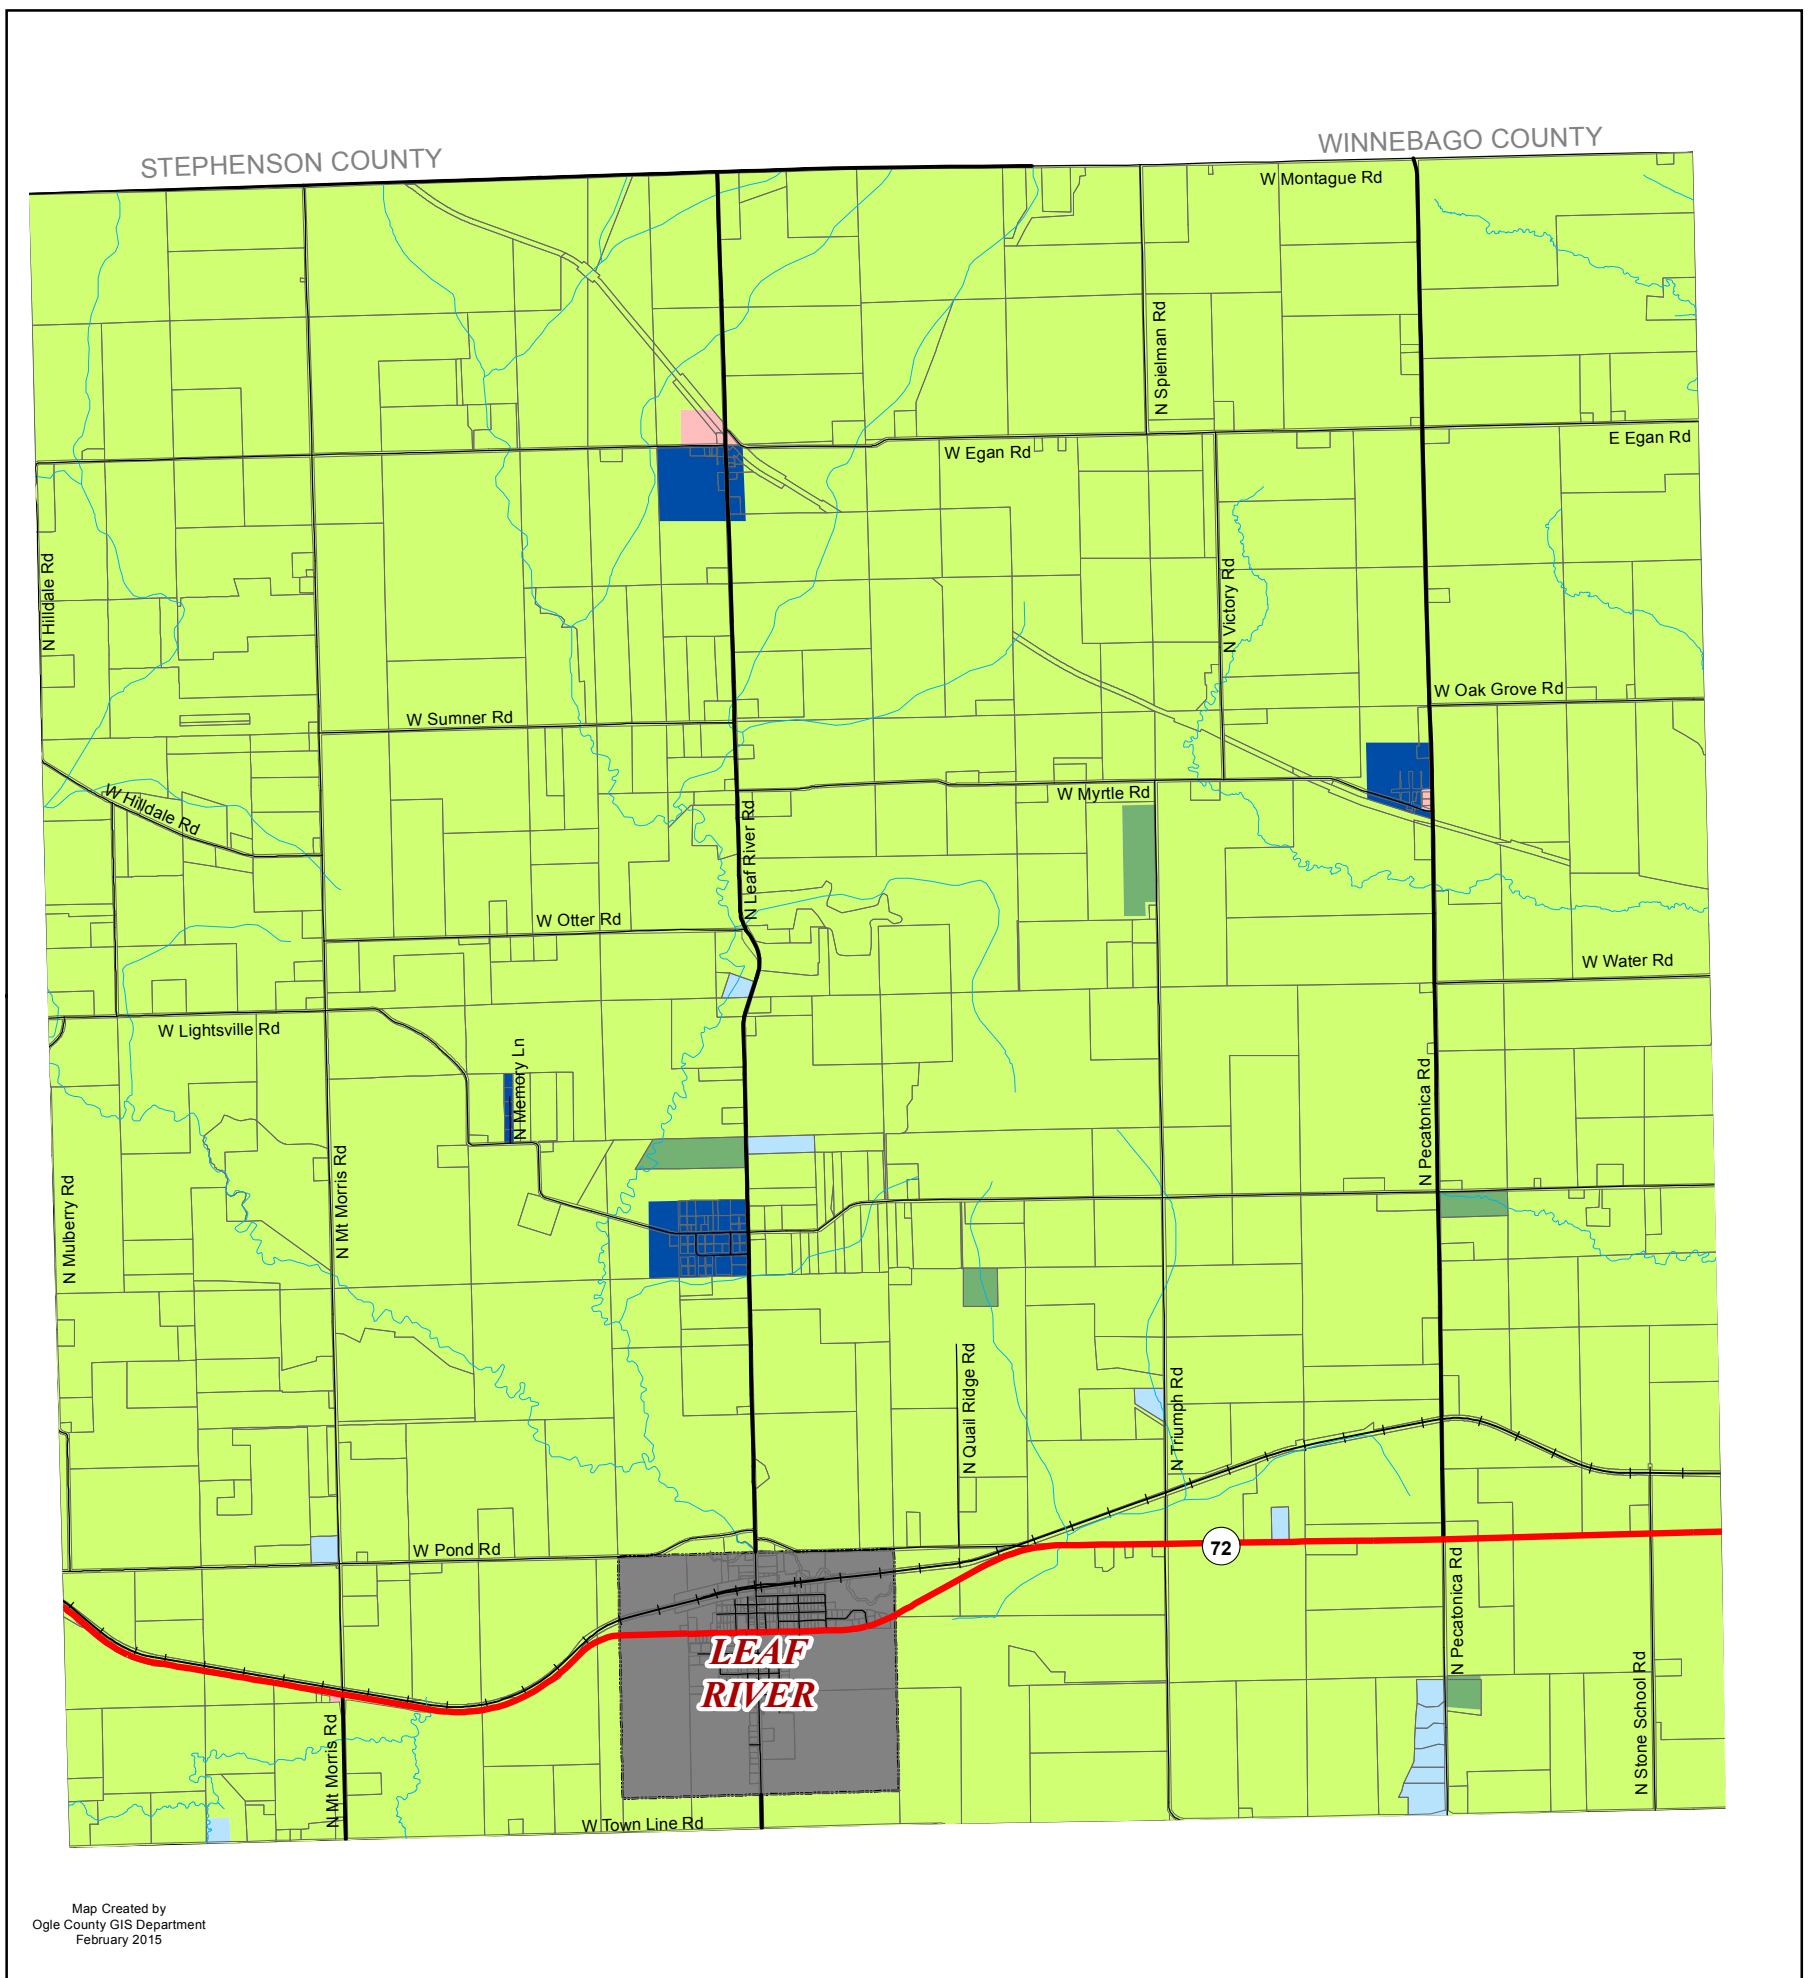 STEPHENSON COUNTY
WINNEBAGO COUNTY
W Montague Rd
N Spielman Rd
E Egan Rd
W Egan Rd
N Hilldale Rd
N Victory Rd
W Oak Grove Rd
W Sumner Rd
W Hilldale Rd
W Myrtle Rd
N Leaf River Rd
W Otter Rd
W Water Rd
W Lightsville Rd
N Memory Ln
N Pecatonica Rd
N Mulberry Rd
N Mt Morris Rd
N Quail Ridge Rd
N Triumph Rd
W Pond Rd
72
N Pecatonica Rd
LEAF
RIVER
N Stone School Rd
N Mt Morris Rd
W Town Line Rd
Map Created by
Ogle County GIS Department
February 2015